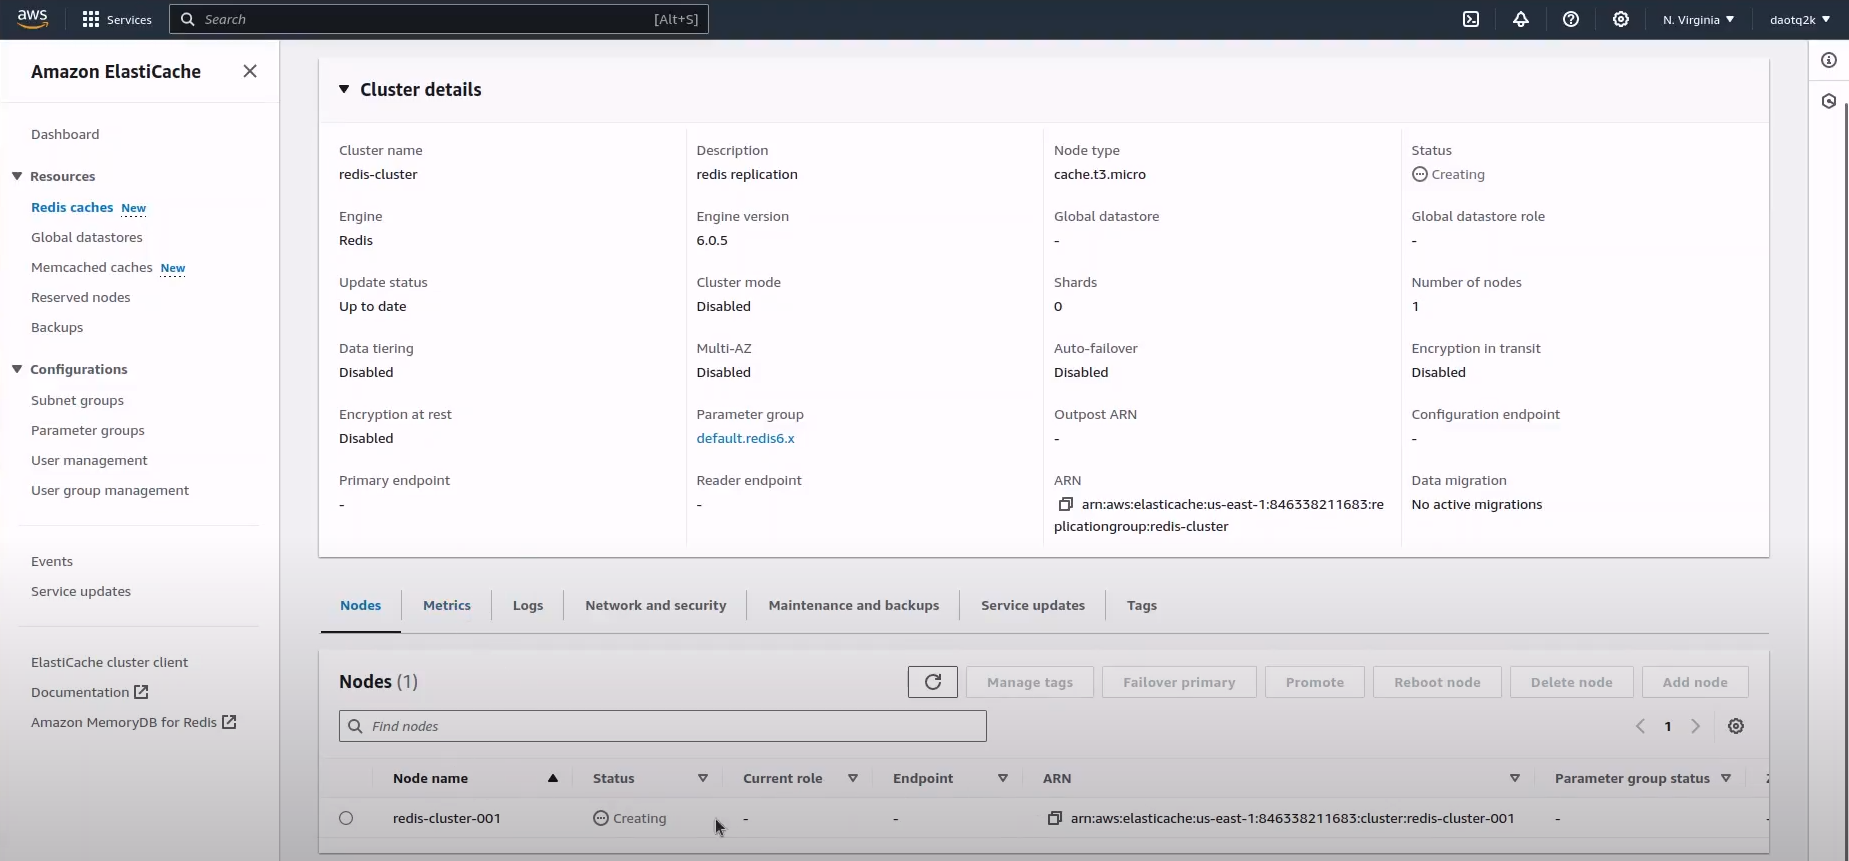 aws
Services
Search
[Alt+S]
N. Virginia
daotq2k
Amazon ElastiCache
Dashboard
Resources
Redis caches New
Global datastores
Memcached caches New
Reserved nodes
Backups
Configurations
Subnet groups
Parameter groups
User management
User group management
Events
Service updates
ElastiCache cluster client
Documentation
Amazon MemoryDB for Redis
Cluster details
Cluster name
redis-cluster
Description
redis replication
Node type
cache.t3.micro
Status
Creating
Engine
Redis
Engine version
6.0.5
Global datastore
-
Global datastore role
-
Update status
Up to date
Cluster mode
Disabled
Shards
0
Number of nodes
1
Data tiering
Disabled
Multi-AZ
Disabled
Auto-failover
Disabled
Encryption in transit
Disabled
Encryption at rest
Disabled
Parameter group
default.redis6.x
Outpost ARN
-
Configuration endpoint
-
Primary endpoint
-
Reader endpoint
-
ARN
arn:aws:elasticache:us-east-1:846338211683:re
plicationgroup:redis-cluster
Data migration
No active migrations
Nodes
Metrics
Logs
Network and security
Maintenance and backups
Service updates
Tags
Nodes (1)
Manage tags
Failover primary
Promote
Reboot node
Delete node
Add node
Find nodes
1
Node name
Status
Current role
Endpoint
ARN
Parameter group status
redis-cluster-001
Creating
-
-
arn:aws:elasticache:us-east-1:846338211683:cluster:redis-cluster-001
-